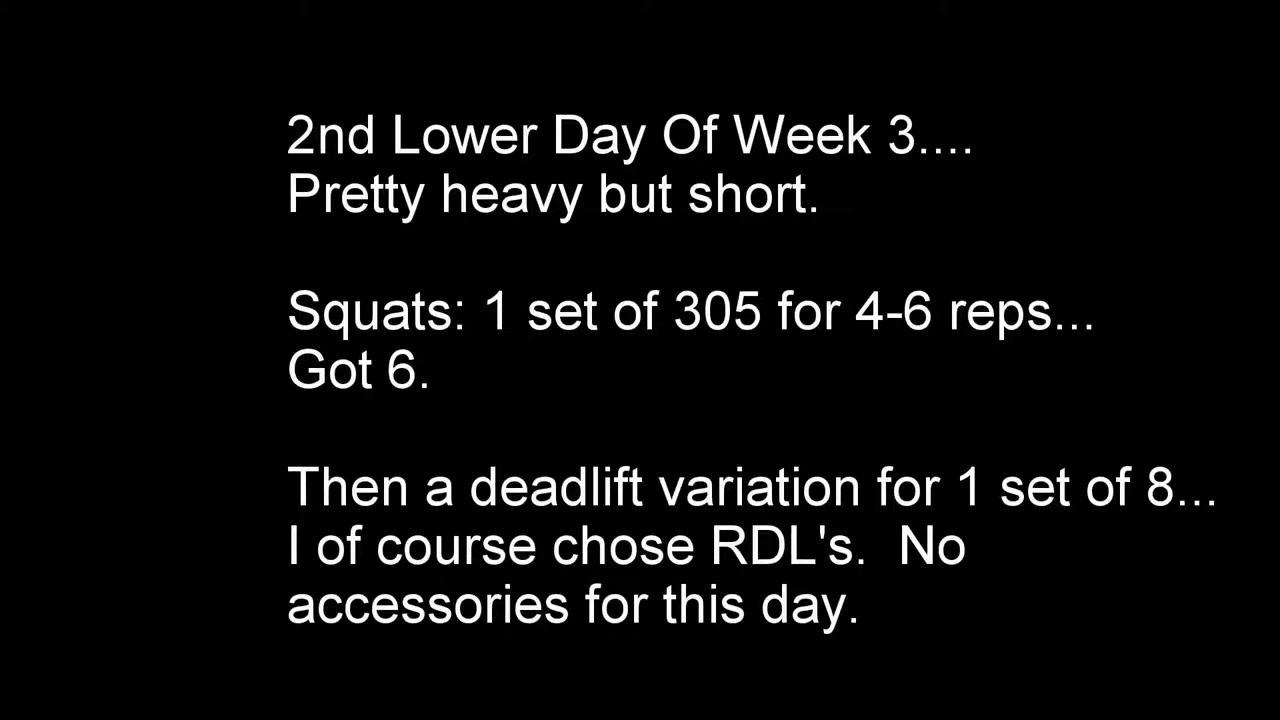 2nd Lower Day Of Week 3....
Pretty heavy but short.
Squats: 1 set of 305 for 4-6 reps...
Got 6.
Then a deadlift variation for 1 set of 8...
I of course chose RDL's.  No
accessories for this day.